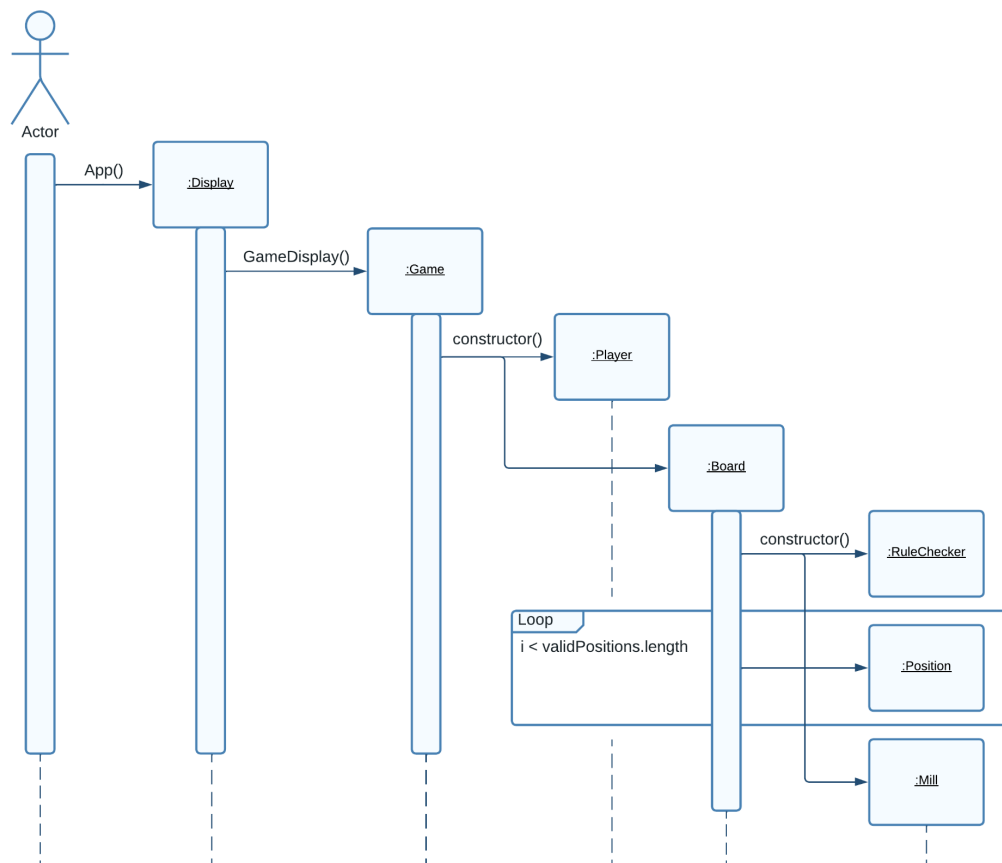 Actor
App()
:Display
GameDisplay()
:Game
constructor()
:Player
:Board
constructor()
:RuleChecker
Loop
i < validPositions.length
:Position
:Mill